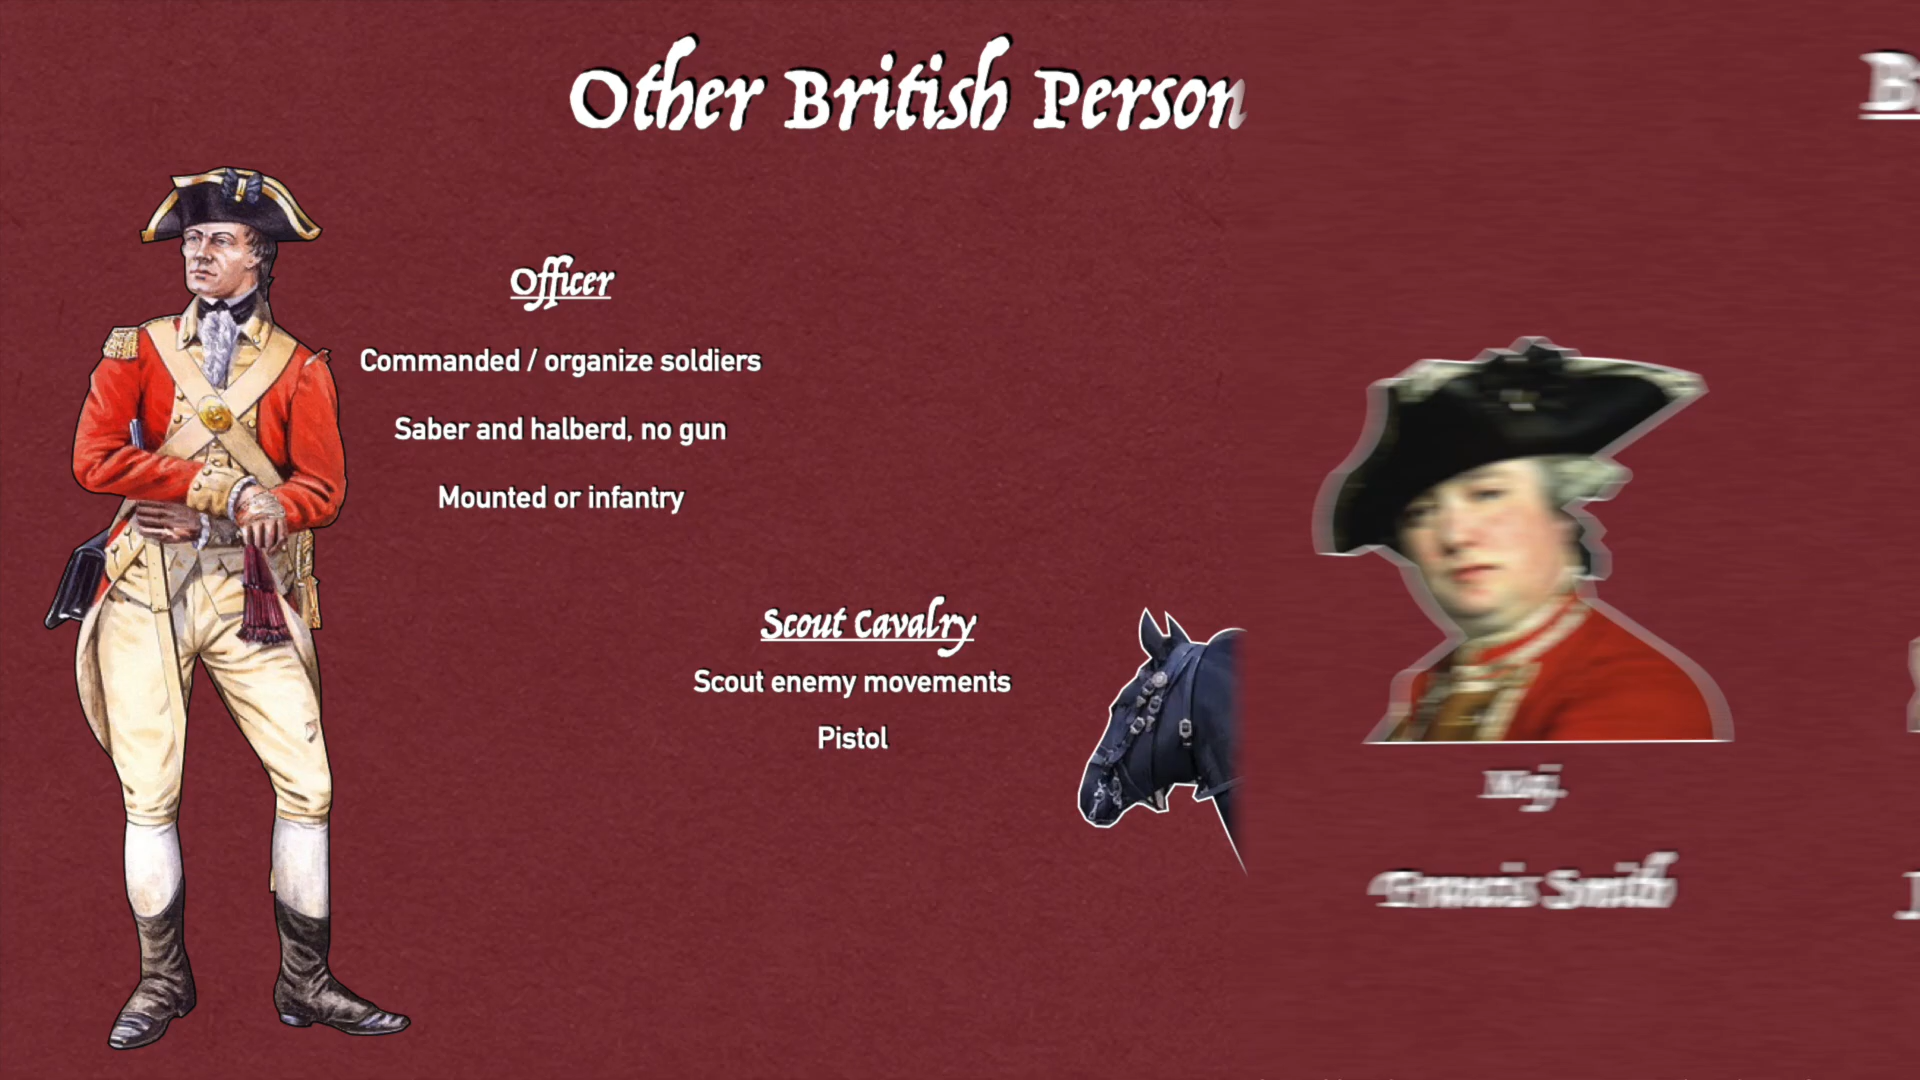 Other British Person
Officer
Commanded / organize soldiers
Saber and halberd, no gun
Mounted or infantry
Scout Cavalry
Scout enemy movements
Pistol
Maj.
Francis Smith